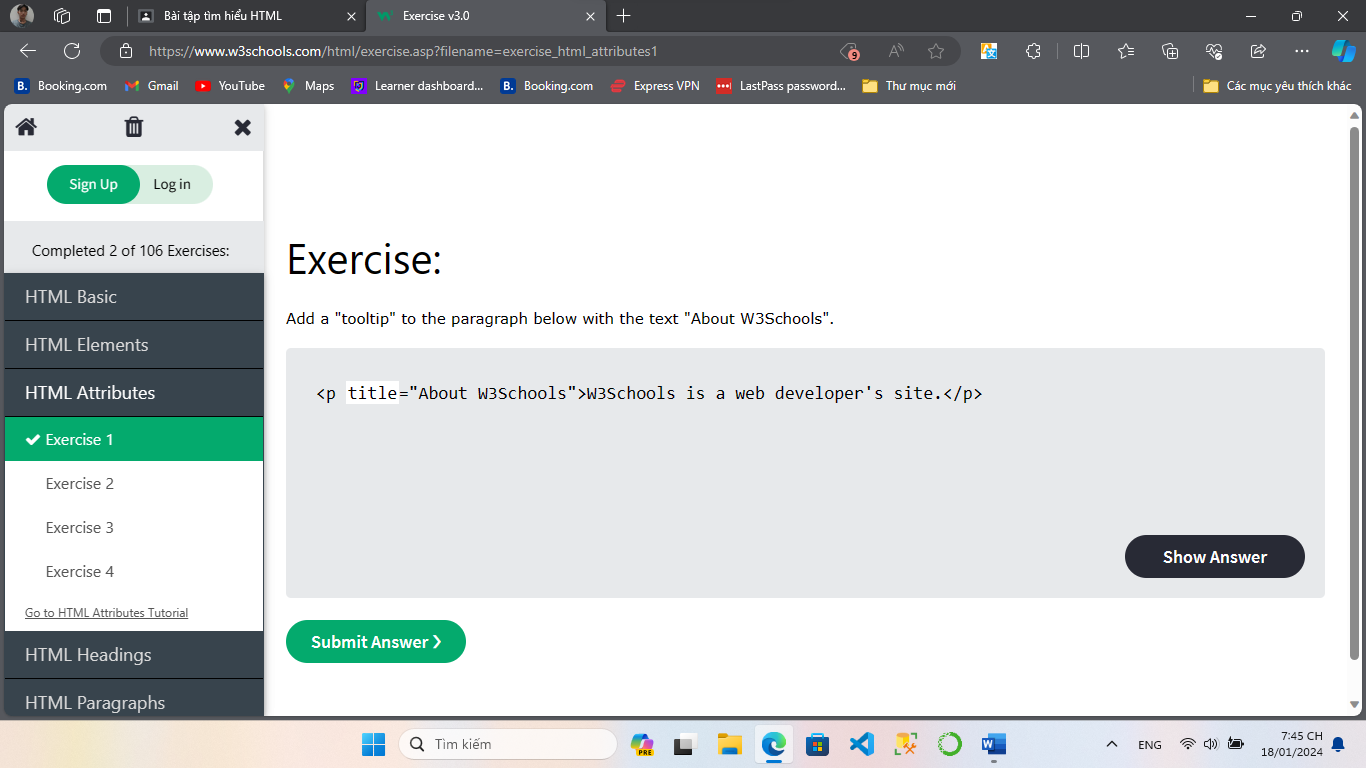 Bài tập tìm hiểu HTML
Exercise v3.0
https://www.w3schools.com/html/exercise.asp?filename=exercise_html_attributes1
9
B. Booking.com
Gmail
YouTube
Maps
Learner dashboard...
B. Booking.com
Express VPN
LastPass password...
Thư mục mới
Các mục yêu thích khác
Sign Up
Log in
Completed 2 of 106 Exercises:
HTML Basic
HTML Elements
HTML Attributes
Exercise 1
Exercise 2
Exercise 3
Exercise 4
Go to HTML Attributes Tutorial
HTML Headings
HTML Paragraphs
Exercise:
Add a "tooltip" to the paragraph below with the text "About W3Schools".
<p title="About W3Schools">W3Schools is a web developer's site.</p>
Show Answer
Submit Answer ❯
Tìm kiếm
PRE
ENG
7:45 CH
18/01/2024